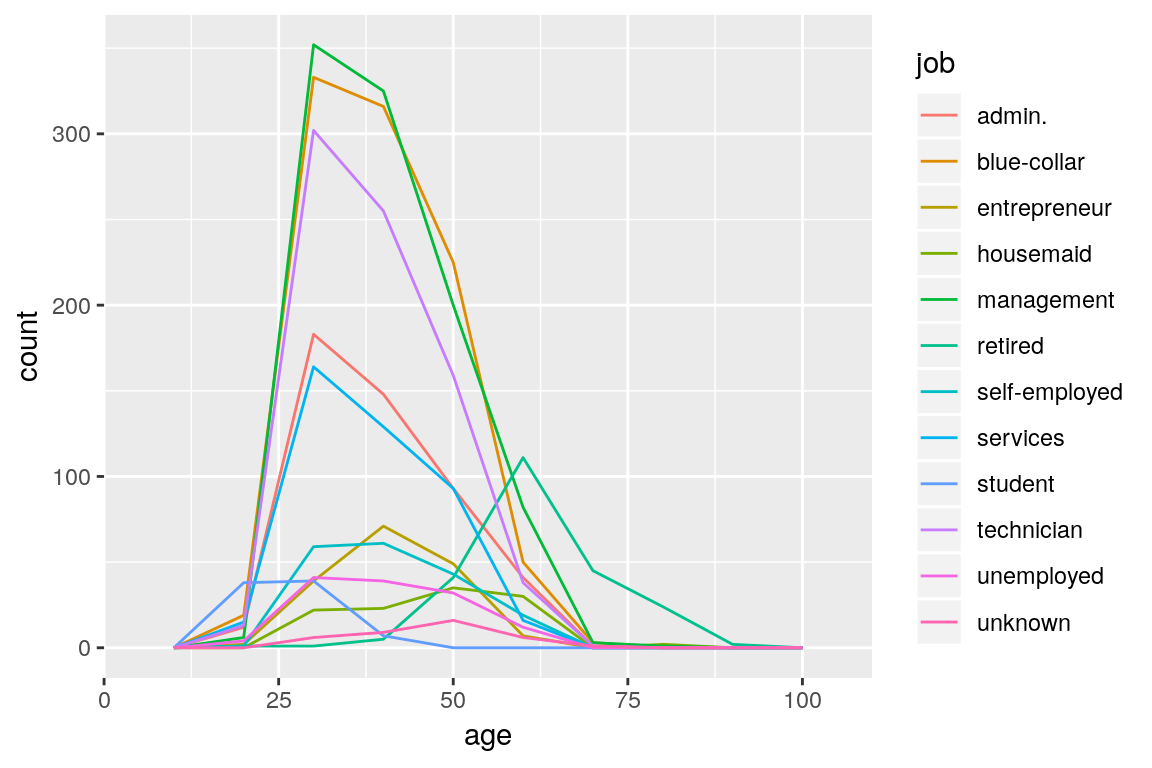 count
300
200
100
0
0
25
50
75
100
age
job
admin.
blue-collar
entrepreneur
housemaid
management
retired
self-employed
services
student
technician
unemployed
unknown